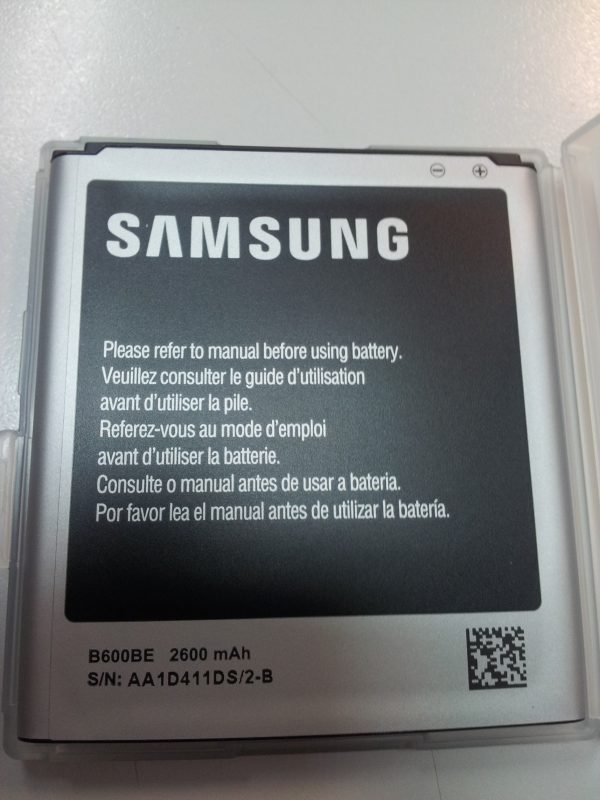 SAMSUNG
Please refer to manual before using battery.
Veuillez consulter le guide d'utilisation
avant d'utiliser la pile.
Referez-vous au mode d'emploi
avant d'utiliser la batterie.
Consulte o manual antes de usar a bateria.
Por favor lea el manual antes de utilizar la batería.
B600BE 2600 mAh
S/N: AA1D411DS/2-B